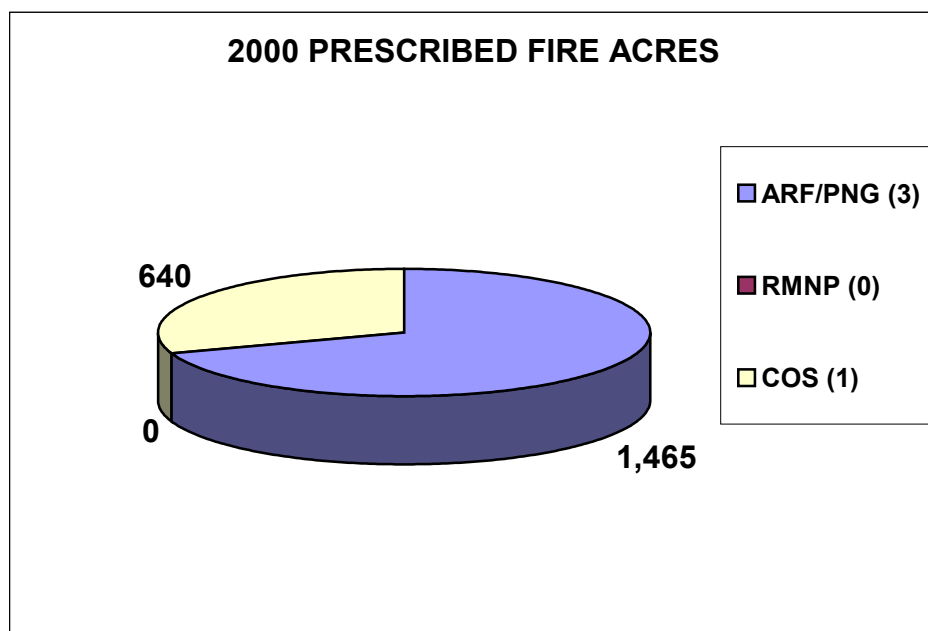 2000 PRESCRIBED FIRE ACRES
640
0
1,465
ARF/PNG (3)
RMNP (0)
COS (1)